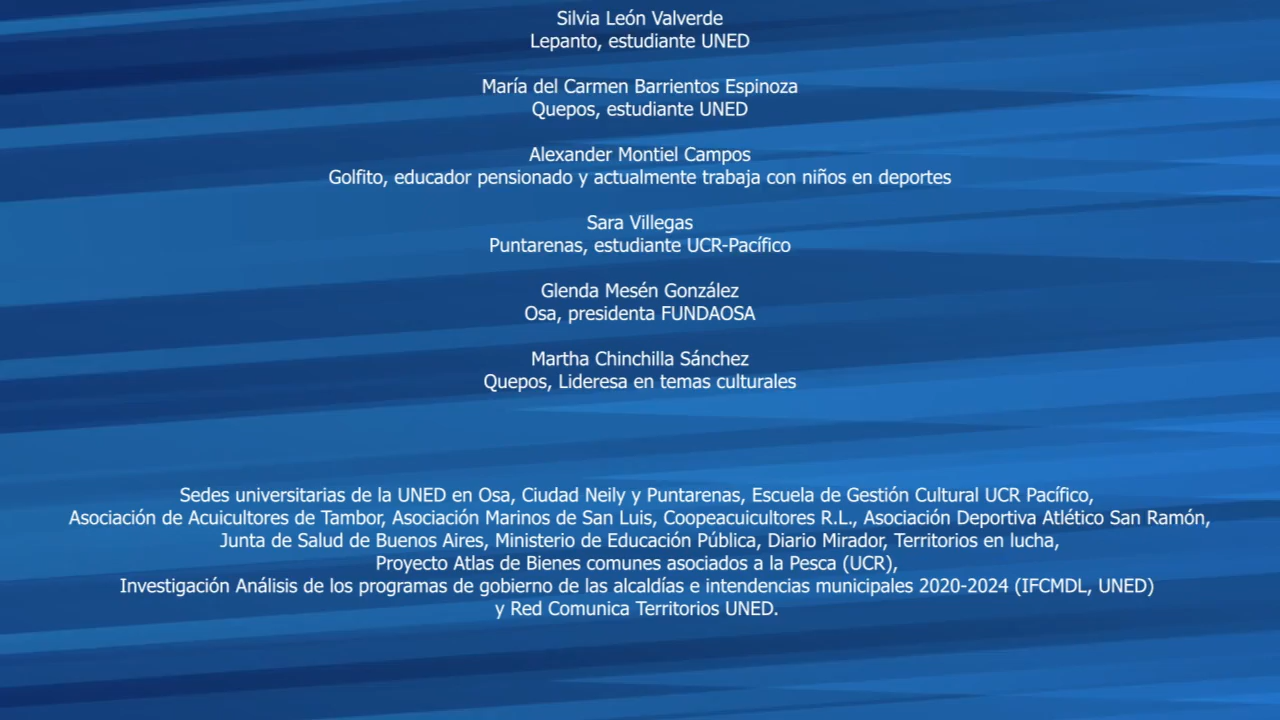 Silvia León Valverde
Lepanto, estudiante UNED
María del Carmen Barrientos Espinoza
Quepos, estudiante UNED
Alexander Montiel Campos
Golfito, educador pensionado y actualmente trabaja con niños en deportes
Sara Villegas
Puntarenas, estudiante UCR-Pacífico
Glenda Mesén González
Osa, presidenta FUNDAOSA
Martha Chinchilla Sánchez
Quepos, Lideresa en temas culturales
Sedes universitarias de la UNED en Osa, Ciudad Neily y Puntarenas, Escuela de Gestión Cultural UCR Pacífico,
Asociación de Acuicultores de Tambor, Asociación Marinos de San Luis, Coopeacuicultores R.L., Asociación Deportiva Atlético San Ramón,
Junta de Salud de Buenos Aires, Ministerio de Educación Pública, Diario Mirador, Territorios en lucha,
Proyecto Atlas de Bienes comunes asociados a la Pesca (UCR),
Investigación Análisis de los programas de gobierno de las alcaldías e intendencias municipales 2020-2024 (IFCMDL, UNED)
y Red Comunica Territorios UNED.